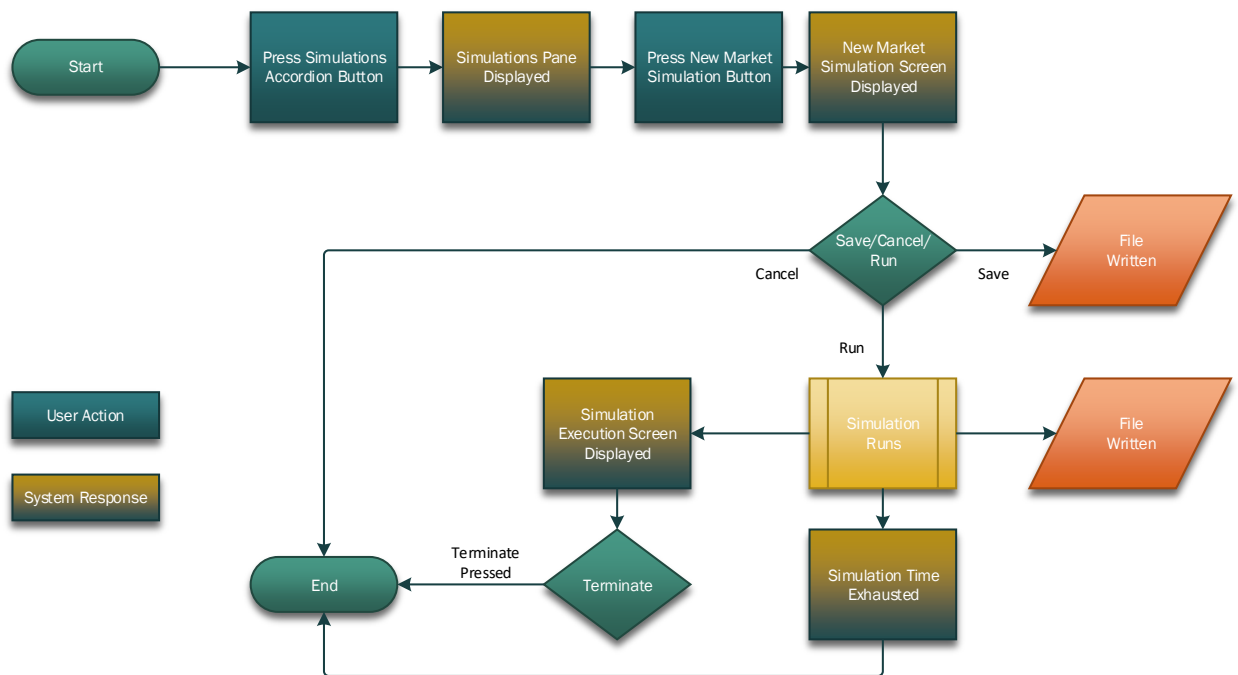 Start
Press Simulations
Accordion Button
Simulations Pane
Displayed
Press New Market
Simulation Button
New Market
Simulation Screen
Displayed
Save/Cancel/
Run
File
Written
Cancel
Save
Run
User Action
Simulation
Execution Screen
Displayed
Simulation
Runs
File
Written
System Response
Terminate
Pressed
End
Terminate
Simulation Time
Exhausted